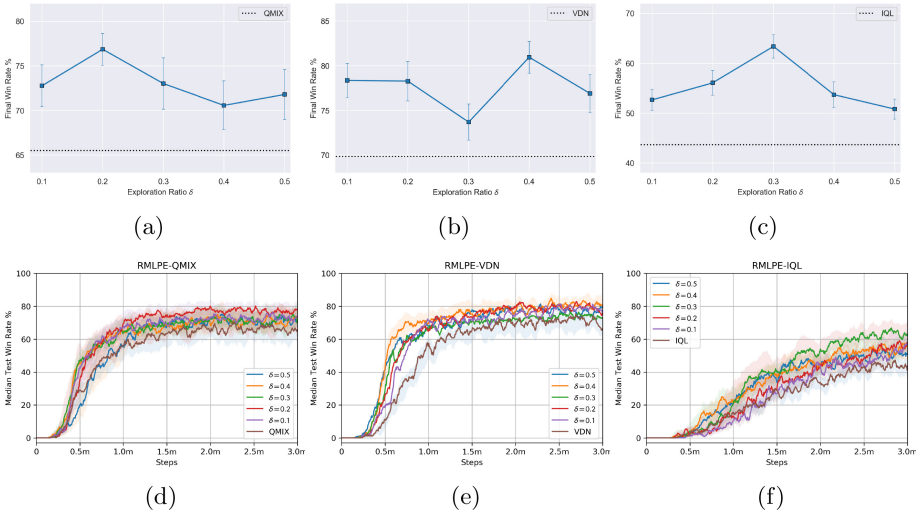 QMIX
80
75
70
65
Final Win Rate %
0.1 0.2 0.3 0.4 0.5
Exploration Ratio δ
(a)
VDN
85
80
75
70
Final Win Rate %
0.1 0.2 0.3 0.4 0.5
Exploration Ratio δ
(b)
IQL
70
60
50
40
Final Win Rate %
0.1 0.2 0.3 0.4 0.5
Exploration Ratio δ
(c)
RMLPE-QMIX
100
80
60
40
20
0
Median Test Win Rate %
δ = 0.5
δ = 0.4
δ = 0.3
δ = 0.2
δ = 0.1
QMIX
0 0.5m 1.0m 1.5m 2.0m 2.5m 3.0m
Steps
(d)
RMLPE-VDN
100
80
60
40
20
0
Median Test Win Rate %
δ = 0.5
δ = 0.4
δ = 0.3
δ = 0.2
δ = 0.1
VDN
0 0.5m 1.0m 1.5m 2.0m 2.5m 3.0m
Steps
(e)
RMLPE-IQL
100
80
60
40
20
0
Median Test Win Rate %
δ = 0.5
δ = 0.4
δ = 0.3
δ = 0.2
δ = 0.1
IQL
0 0.5m 1.0m 1.5m 2.0m 2.5m 3.0m
Steps
(f)